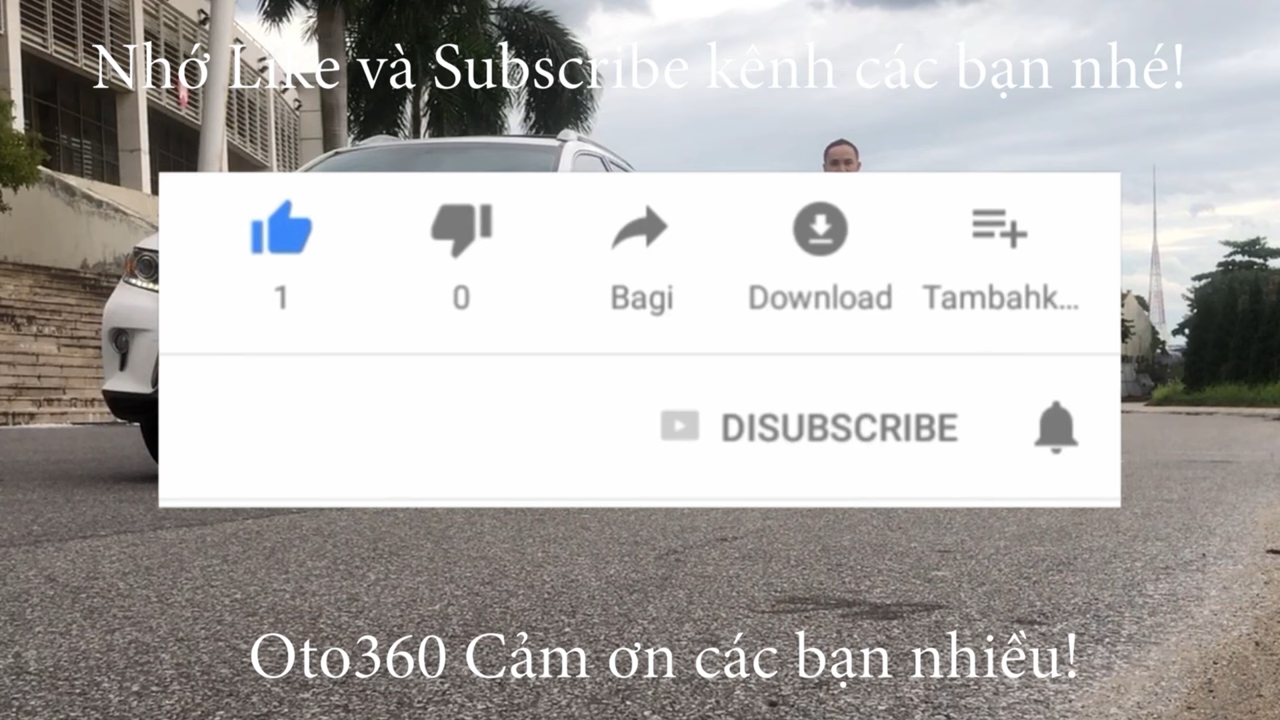 Nhớ Like và Subscribe kênh các bạn nhé!
1 0 Bagi Download Tambahk...
DISUBSCRIBE
Oto360 Cảm ơn các bạn nhiều!